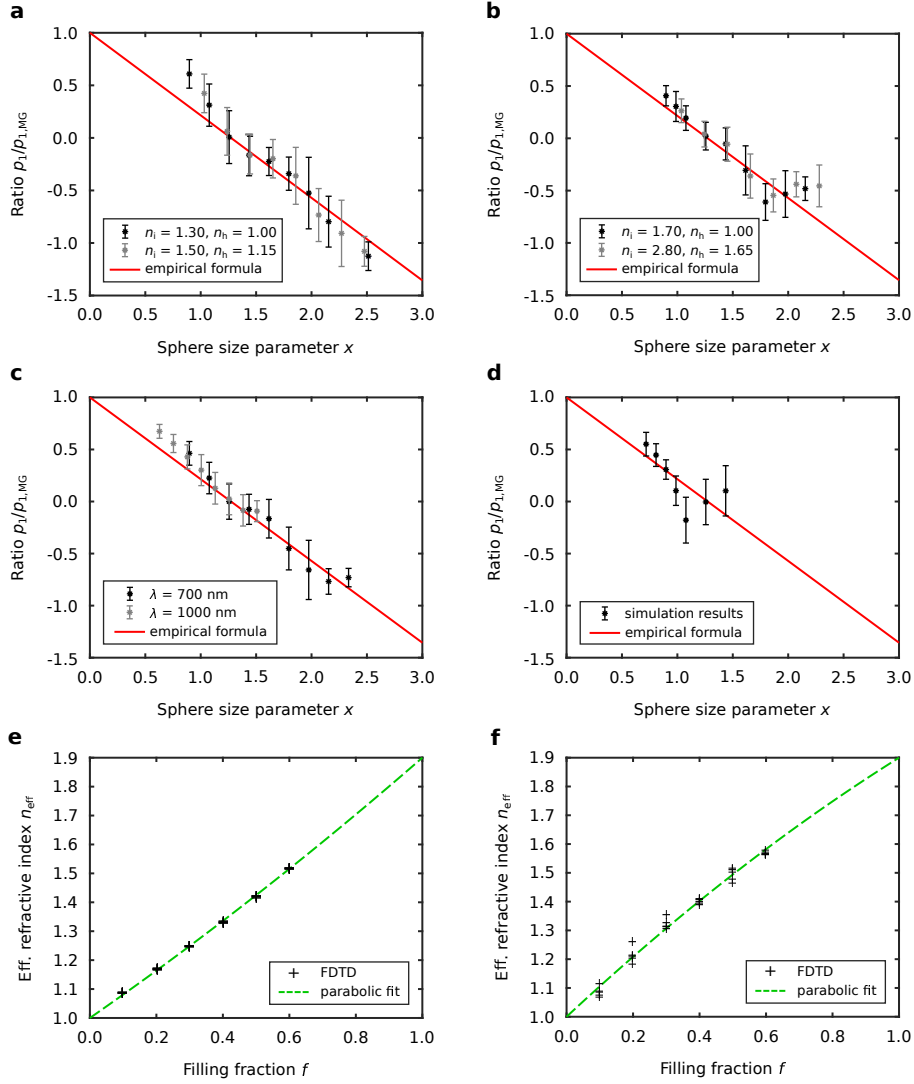 a
1.0
0.5
0.0
-0.5
-1.0
-1.5
Ratio p₁/p₁,MG
nᵢ = 1.30, nₕ = 1.00
nᵢ = 1.50, nₕ = 1.15
empirical formula
0.0 0.5 1.0 1.5 2.0 2.5 3.0
Sphere size parameter x
b
1.0
0.5
0.0
-0.5
-1.0
-1.5
Ratio p₁/p₁,MG
nᵢ = 1.70, nₕ = 1.00
nᵢ = 2.80, nₕ = 1.65
empirical formula
0.0 0.5 1.0 1.5 2.0 2.5 3.0
Sphere size parameter x
c
1.0
0.5
0.0
-0.5
-1.0
-1.5
Ratio p₁/p₁,MG
λ = 700 nm
λ = 1000 nm
empirical formula
0.0 0.5 1.0 1.5 2.0 2.5 3.0
Sphere size parameter x
d
1.0
0.5
0.0
-0.5
-1.0
-1.5
Ratio p₁/p₁,MG
simulation results
empirical formula
0.0 0.5 1.0 1.5 2.0 2.5 3.0
Sphere size parameter x
e
1.9
1.8
1.7
1.6
1.5
1.4
1.3
1.2
1.1
1.0
Eff. refractive index n_eff
FDTD
parabolic fit
0.0 0.2 0.4 0.6 0.8 1.0
Filling fraction f
f
1.9
1.8
1.7
1.6
1.5
1.4
1.3
1.2
1.1
1.0
Eff. refractive index n_eff
FDTD
parabolic fit
0.0 0.2 0.4 0.6 0.8 1.0
Filling fraction f